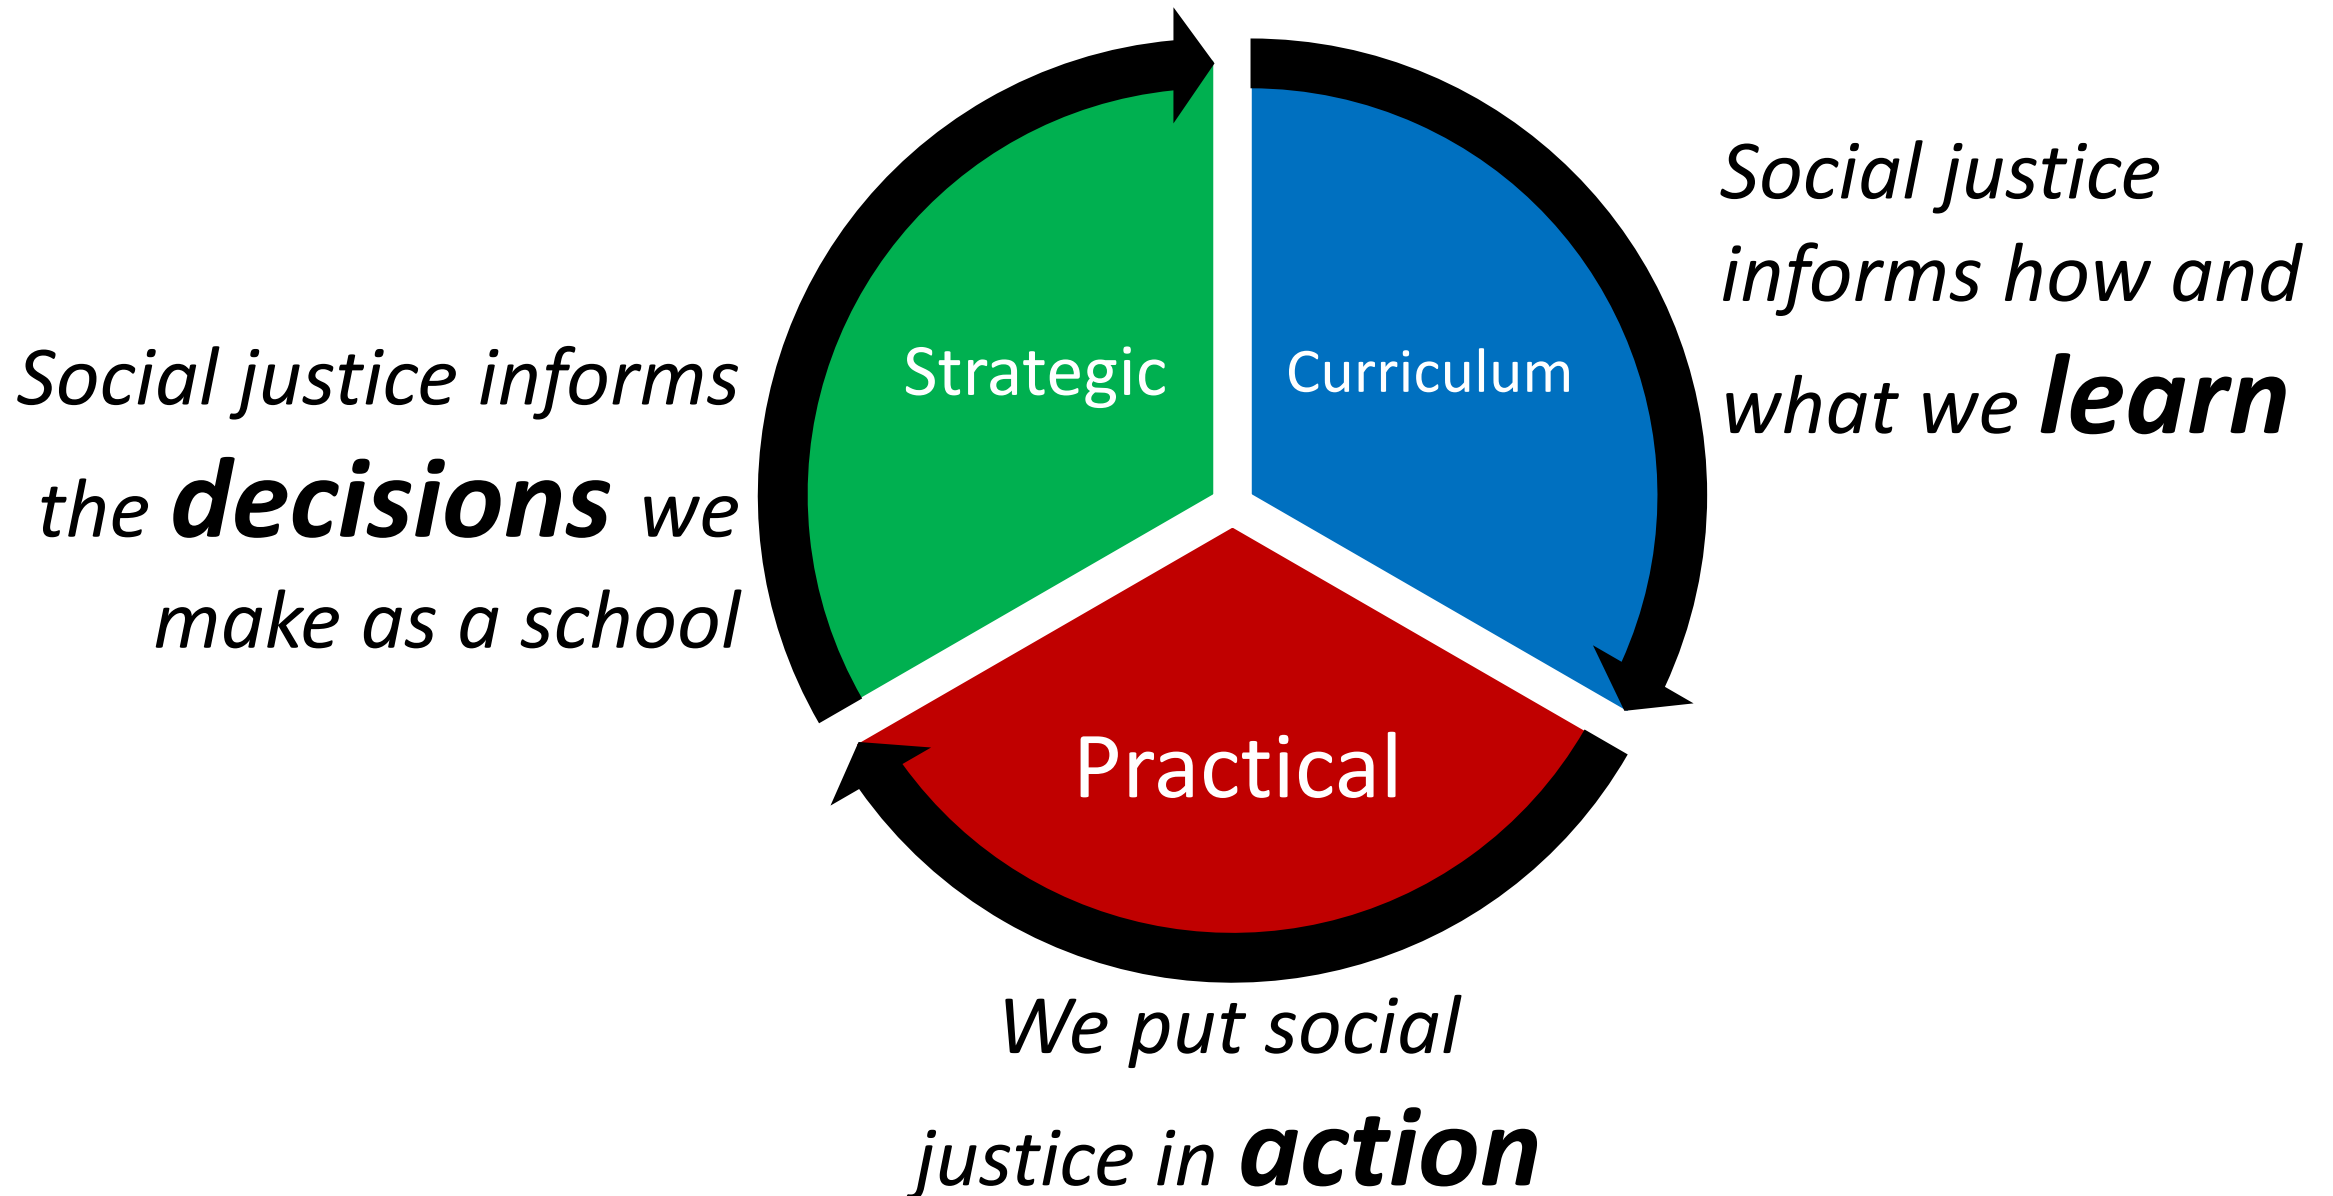 Strategic
Curriculum
Practical
Social justice
informs how and
what we learn
Social justice informs
the decisions we
make as a school
We put social
justice in action